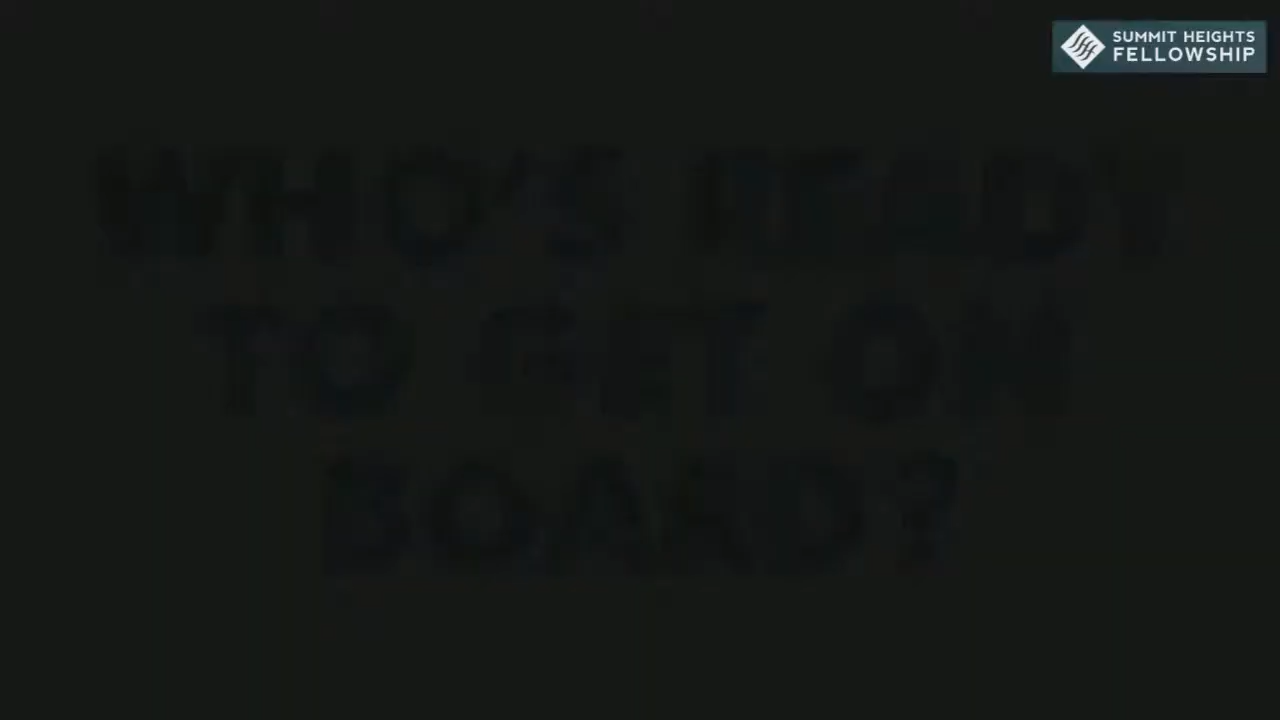 SUMMIT HEIGHTS
FELLOWSHIP
WHO'S READY
TO GET ON
BOARD?